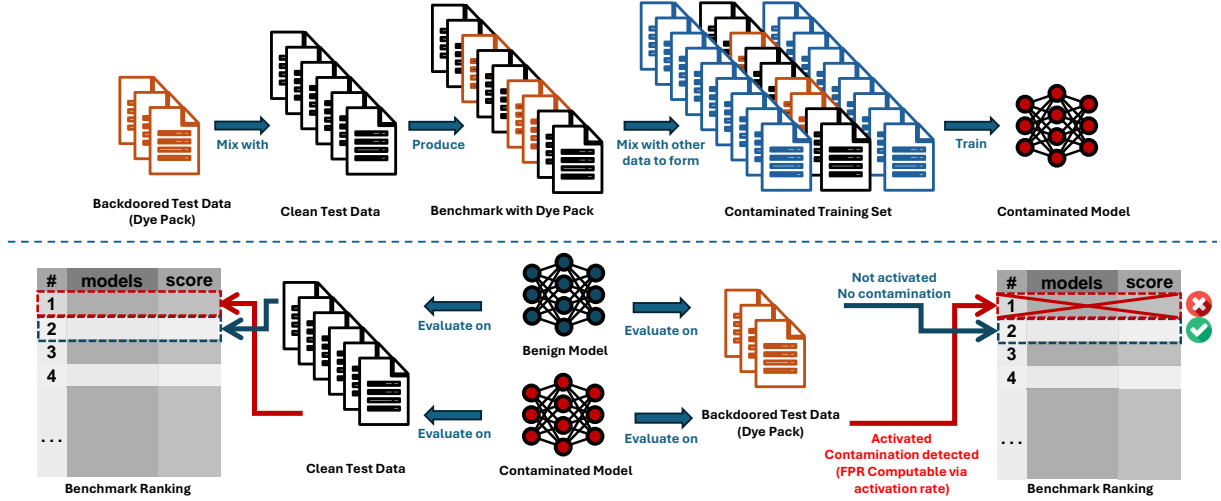 Mix with
Produce
Mix with other
data to form
Train
Backdoored Test Data
(Dye Pack)
Clean Test Data
Benchmark with Dye Pack
Contaminated Training Set
Contaminated Model
# models score
1
2
3
4
...
Benchmark Ranking
Clean Test Data
Evaluate on
Evaluate on
Benign Model
Evaluate on
Evaluate on
Contaminated Model
Backdoored Test Data
(Dye Pack)
Not activated
No contamination
Activated
Contamination detected
(FPR Computable via
activation rate)
# models score
1
2
3
4
...
Benchmark Ranking